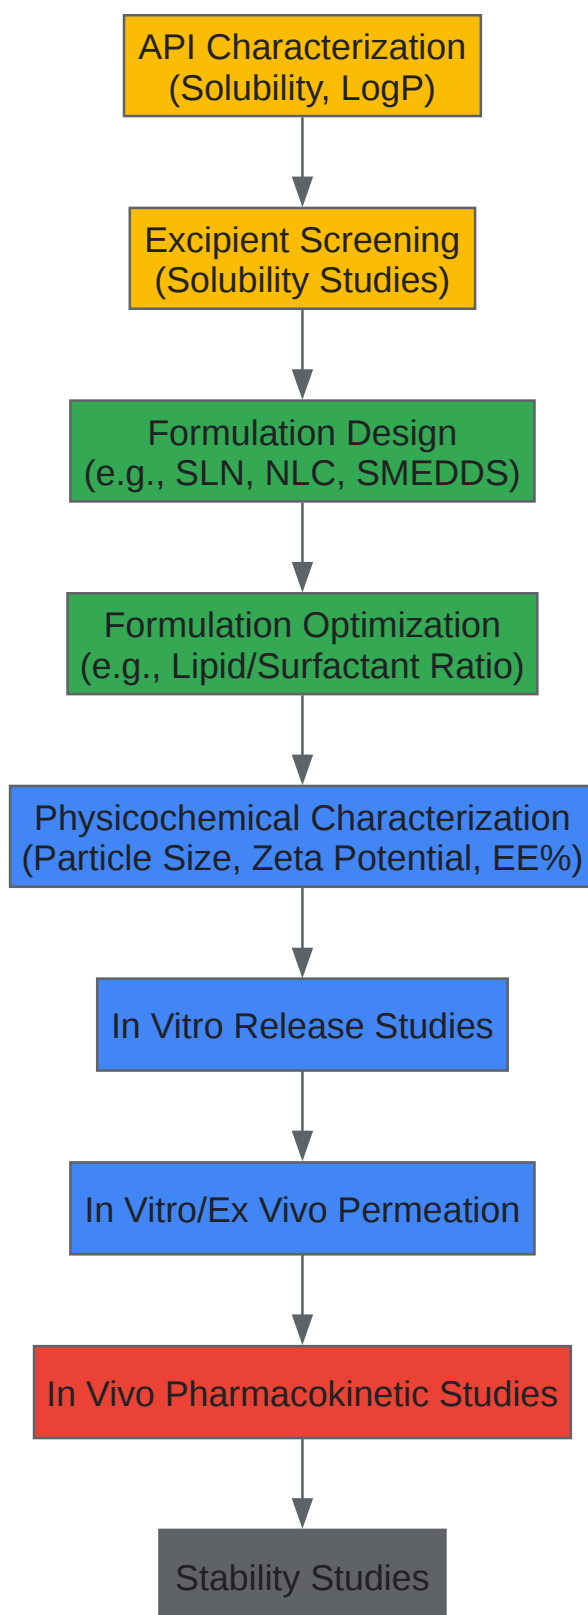 API Characterization
(Solubility, LogP)
Excipient Screening
(Solubility Studies)
Formulation Design
(e.g., SLN, NLC, SMEDDS)
Formulation Optimization
(e.g., Lipid/Surfactant Ratio)
Physicochemical Characterization
(Particle Size, Zeta Potential, EE%)
In Vitro Release Studies
In Vitro/Ex Vivo Permeation
In Vivo Pharmacokinetic Studies
Stability Studies